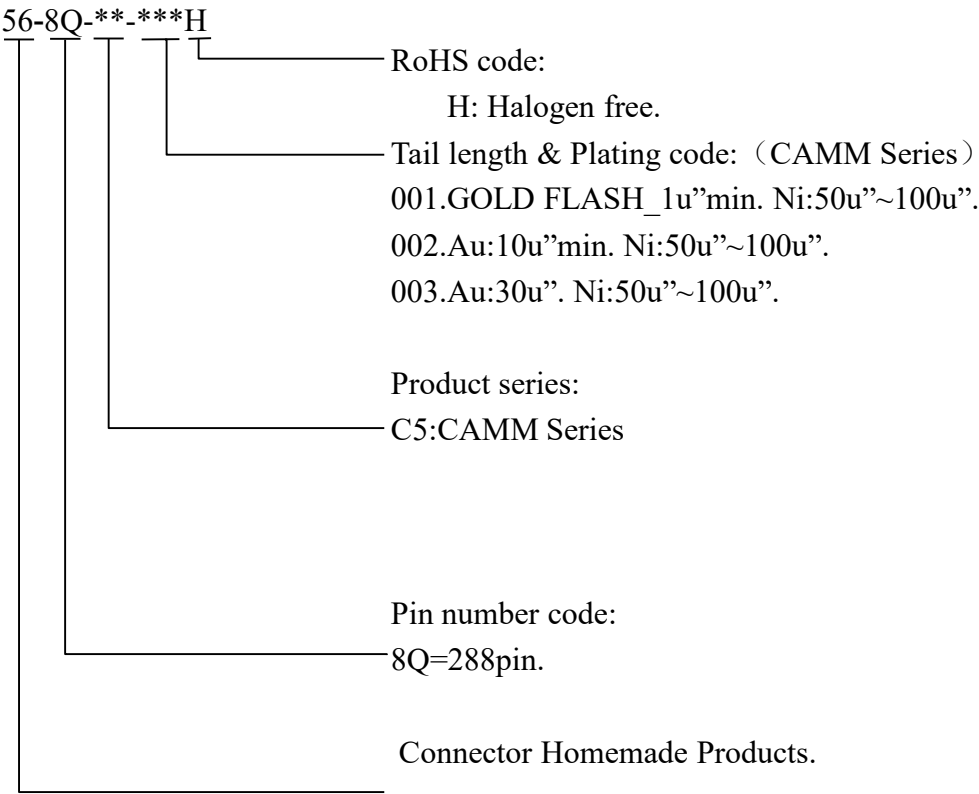 56-8Q-**-***H
RoHS code:
H: Halogen free.
Tail length & Plating code:（CAMM Series）
001.GOLD FLASH_1u”min. Ni:50u”~100u”.
002.Au:10u”min. Ni:50u”~100u”.
003.Au:30u”. Ni:50u”~100u”.
Product series:
C5:CAMM Series
Pin number code:
8Q=288pin.
Connector Homemade Products.